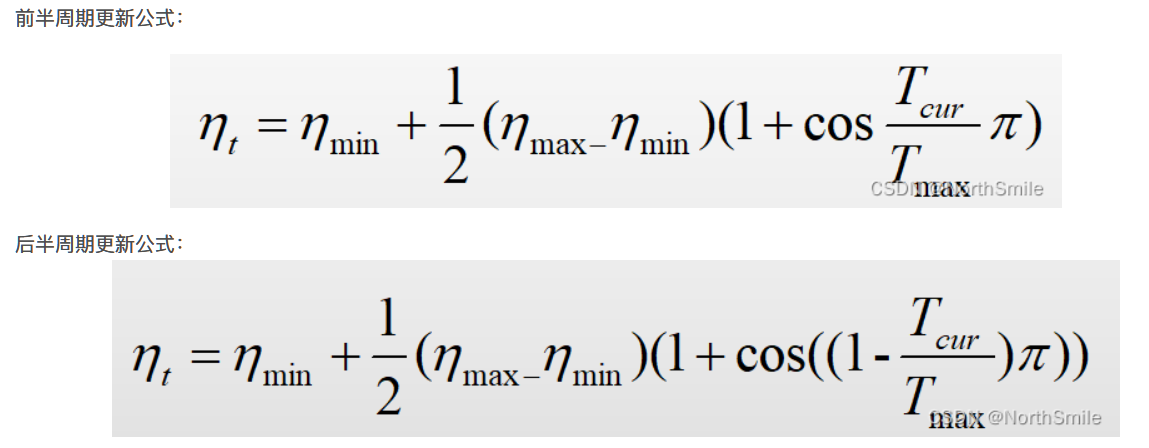 前半周期更新公式：
η_t = η_min + 1/2 (η_max − η_min)(1 + cos T_cur/T_max π)
CSDN @NorthSmile
后半周期更新公式：
η_t = η_min + 1/2 (η_max − η_min)(1 + cos((1 - T_cur/T_max)π))
CSDN @NorthSmile